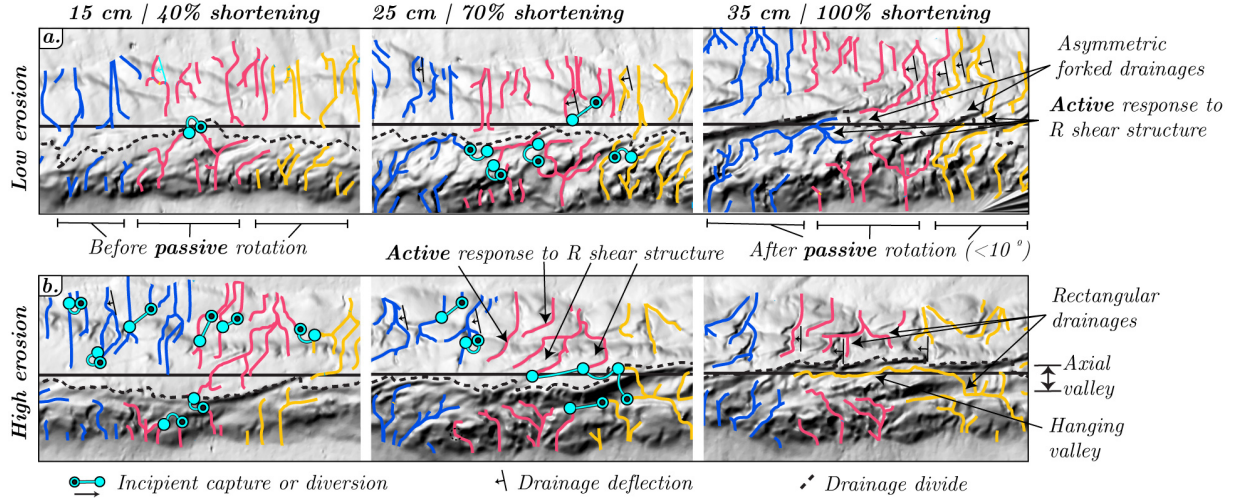 15 cm / 40% shortening
25 cm / 70% shortening
35 cm / 100% shortening
a.
Low erosion
Asymmetric
forked drainages
Active response to
R shear structure
Before passive rotation
After passive rotation (<10°)
Active response to R shear structure
b.
High erosion
Rectangular
drainages
Axial
valley
Hanging
valley
Incipient capture or diversion
Drainage deflection
Drainage divide